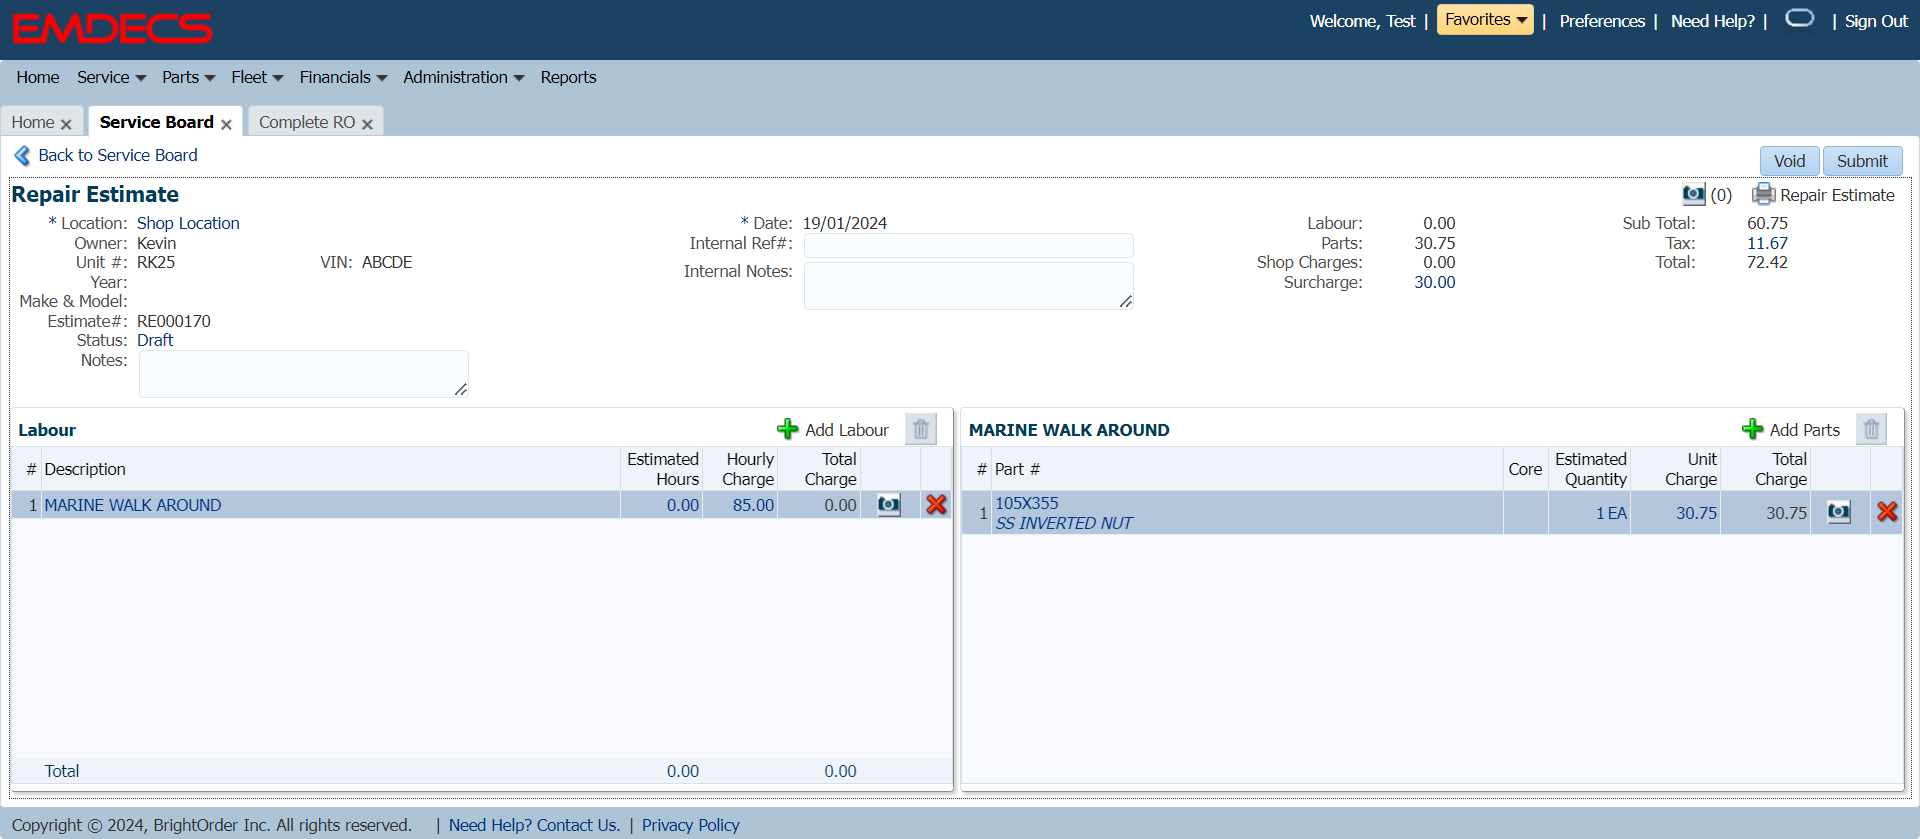 EMDECS
Welcome, Test | Favorites | Preferences | Need Help? | | Sign Out
Home Service Parts Fleet Financials Administration Reports
Home Service Board Complete RO
Back to Service Board
Void Submit
Repair Estimate
(0) Repair Estimate
* Location: Shop Location
Owner: Kevin
Unit #: RK25 VIN: ABCDE
Year:
Make & Model:
Estimate#: RE000170
Status: Draft
Notes:
* Date: 19/01/2024
Internal Ref#:
Internal Notes:
Labour: 0.00
Parts: 30.75
Shop Charges: 0.00
Surcharge: 30.00
Sub Total: 60.75
Tax: 11.67
Total: 72.42
Labour Add Labour
# Description Estimated Hours Hourly Charge Total Charge
1 MARINE WALK AROUND 0.00 85.00 0.00
Total 0.00 0.00
MARINE WALK AROUND Add Parts
# Part # Core Estimated Quantity Unit Charge Total Charge
1 105X355 1 EA 30.75 30.75
SS INVERTED NUT
Copyright © 2024, BrightOrder Inc. All rights reserved. | Need Help? Contact Us. | Privacy Policy